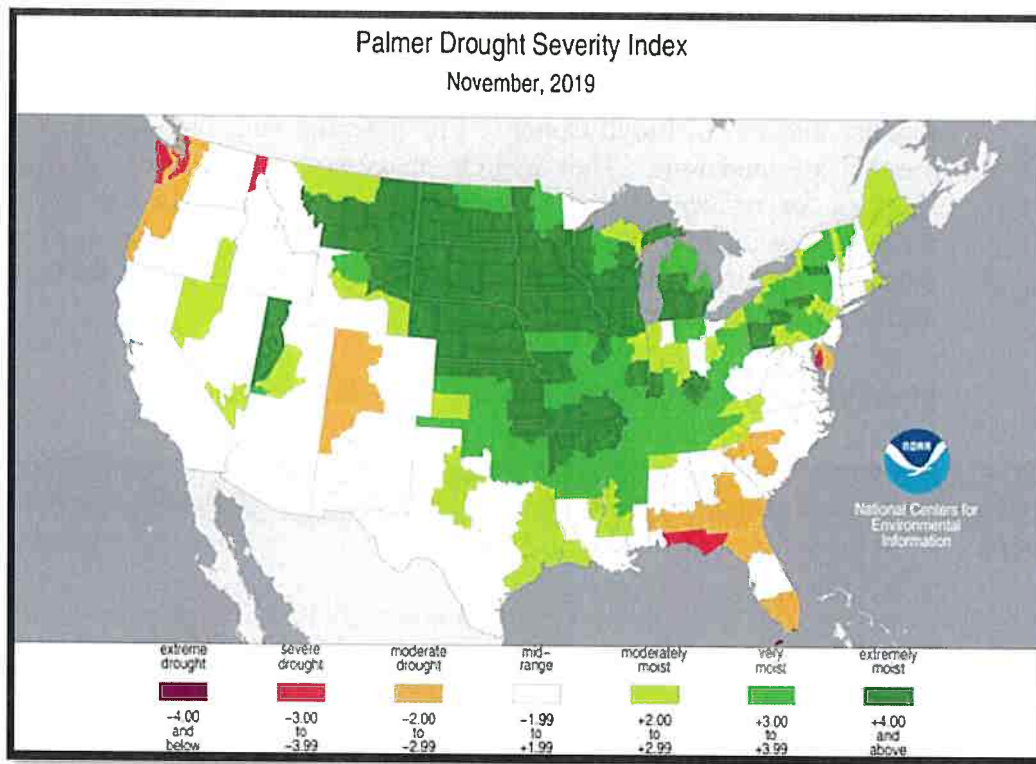 Palmer Drought Severity Index
November, 2019
NOAA
National Centers for
Environmental
Information
extreme drought
severe drought
moderate drought
mid-range
moderately moist
very moist
extremely moist
-4.00 and below
-3.00 to -3.99
-2.00 to -2.99
-1.99 to +1.99
+2.00 to +2.99
+3.00 to +3.99
+4.00 and above